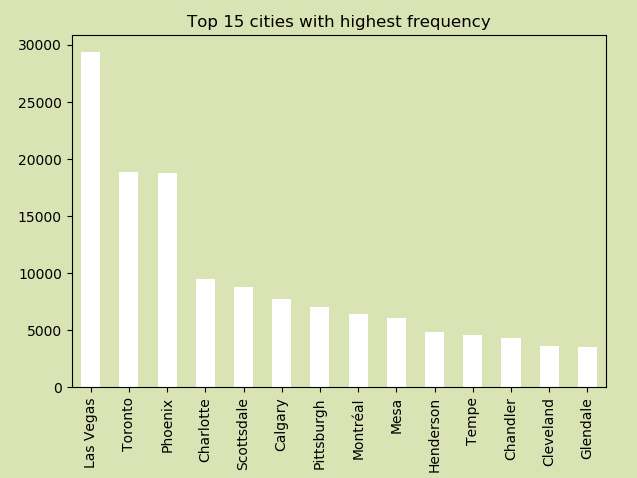 Top 15 cities with highest frequency
30000
25000
20000
15000
10000
5000
0
Las Vegas
Toronto
Phoenix
Charlotte
Scottsdale
Calgary
Pittsburgh
Montréal
Mesa
Henderson
Tempe
Chandler
Cleveland
Glendale